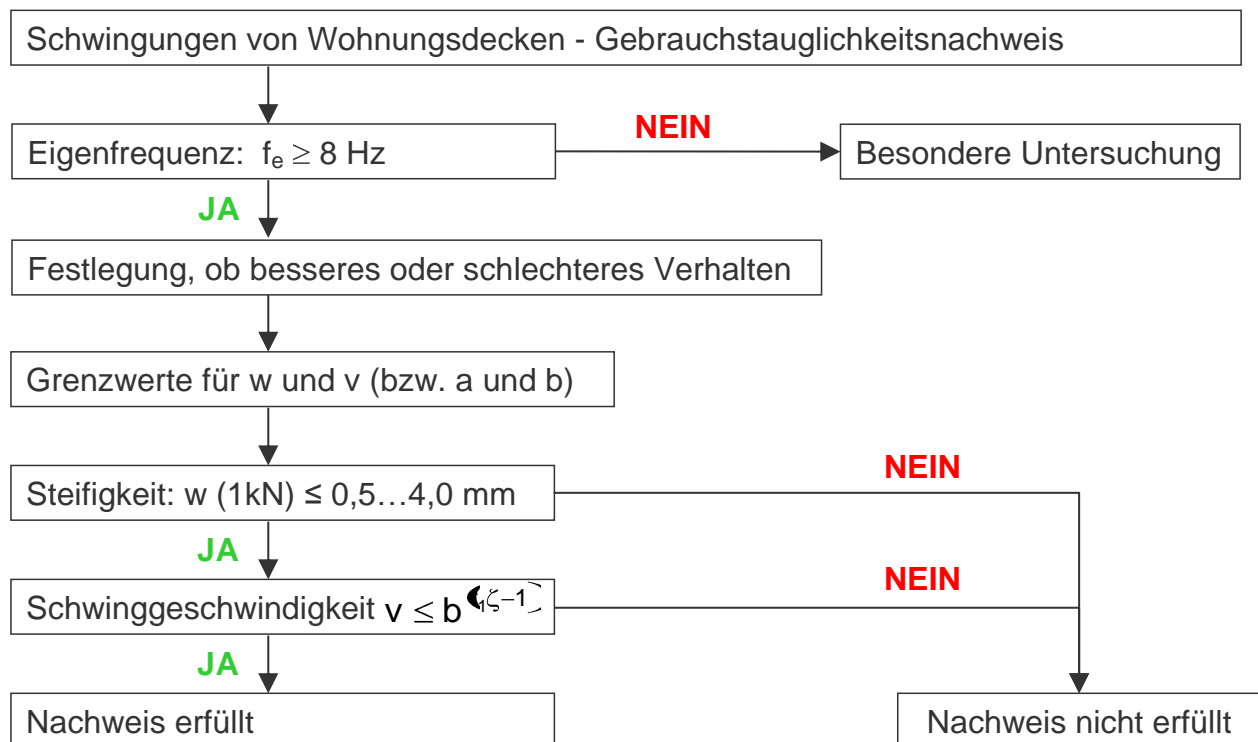 Schwingungen von Wohnungsdecken - Gebrauchstauglichkeitsnachweis
Eigenfrequenz: fₑ ≥ 8 Hz
NEIN
Besondere Untersuchung
JA
Festlegung, ob besseres oder schlechteres Verhalten
Grenzwerte für w und v (bzw. a und b)
Steifigkeit: w (1kN) ≤ 0,5…4,0 mm
NEIN
JA
Schwinggeschwindigkeit v ≤ b
NEIN
JA
Nachweis erfüllt
Nachweis nicht erfüllt